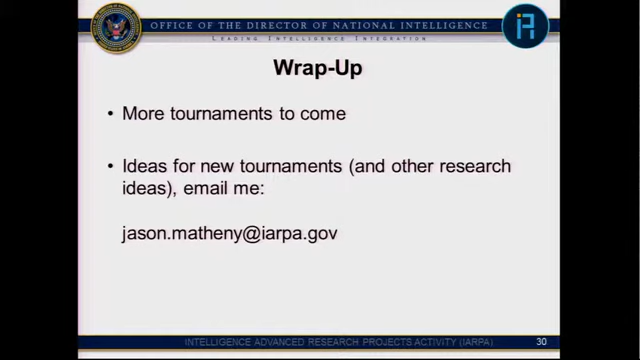 OFFICE OF THE DIRECTOR OF NATIONAL INTELLIGENCE
LEADING INTELLIGENCE INTEGRATION
Wrap-Up
• More tournaments to come
• Ideas for new tournaments (and other research
ideas), email me:
jason.matheny@iarpa.gov
INTELLIGENCE ADVANCED RESEARCH PROJECTS ACTIVITY (IARPA)
30